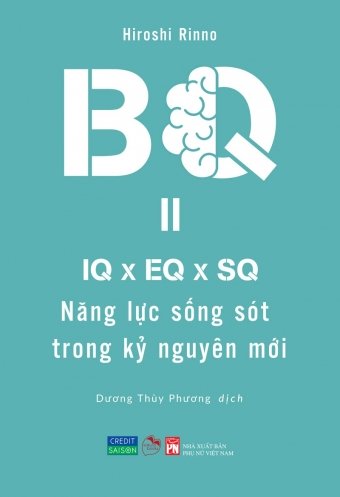 Hiroshi Rinno
BQ
=
IQ x EQ x SQ
Năng lực sống sót
trong kỷ nguyên mới
Dương Thùy Phương dịch
CREDIT
SAISON
PN
NHÀ XUẤT BẢN
PHỤ NỮ VIỆT NAM